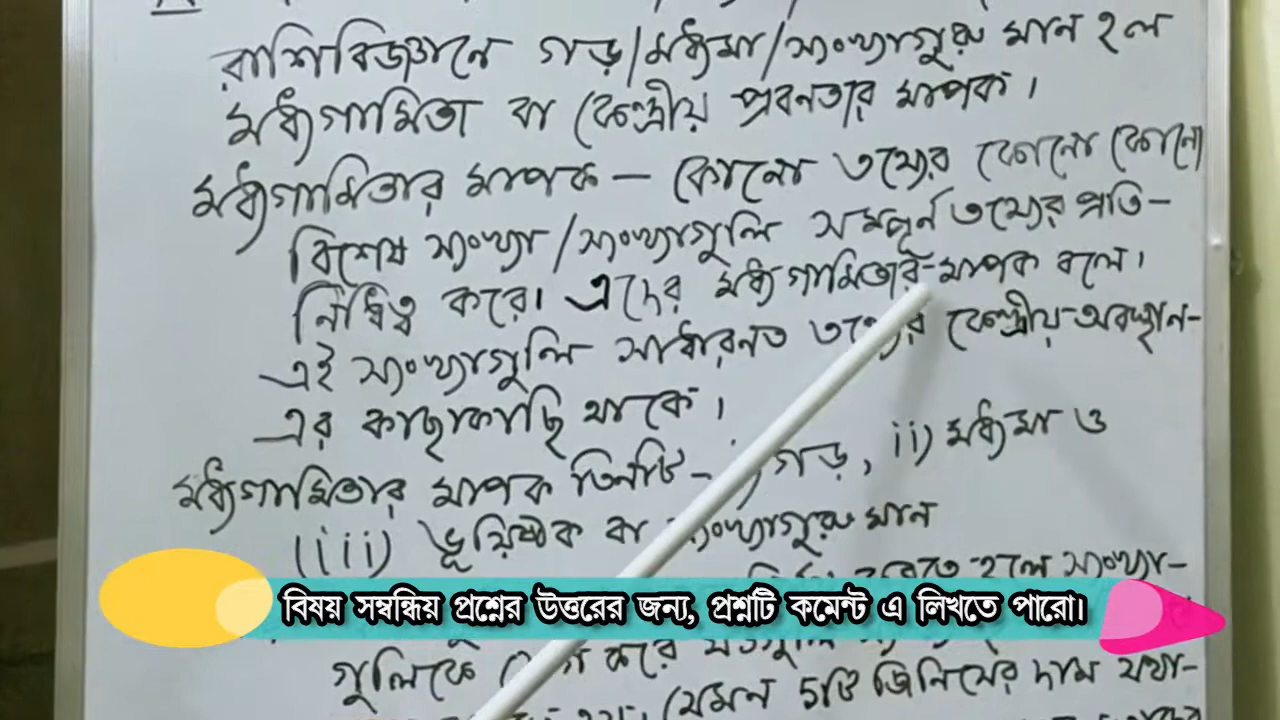 রাশিবিজ্ঞানে গড়/মধ্যমা/সংখ্যাগুরু মান হল
মধ্যগামিতা বা কেন্দ্রীয় প্রবনতার মাপক।
মধ্যগামিতার মাপক – কোনো তথ্যের কোনো কোনো
বিশেষ সংখ্যা/সংখ্যাগুলি সম্পূর্ন তথ্যের প্রতি-
নিধিত্ব করে। এদের মধ্যগামিতার মাপক বলে।
এই সংখ্যাগুলি সাধারনত তথ্যের কেন্দ্রীয় অবস্থান-
এর কাছাকাছি থাকে।
মধ্যগামিতার মাপক তিনটি – গড়, ii) মধ্যমা ও
(iii) ভূয়িষ্ঠক বা সংখ্যাগুরু মান
হলে সংখ্যা-
বিষয় সম্বন্ধিয় প্রশ্নের উত্তরের জন্য, প্রশ্নটি কমেন্ট এ লিখতে পারো।
গুলিকে করে
যেমন 5টি জিনিসের দাম যথা-